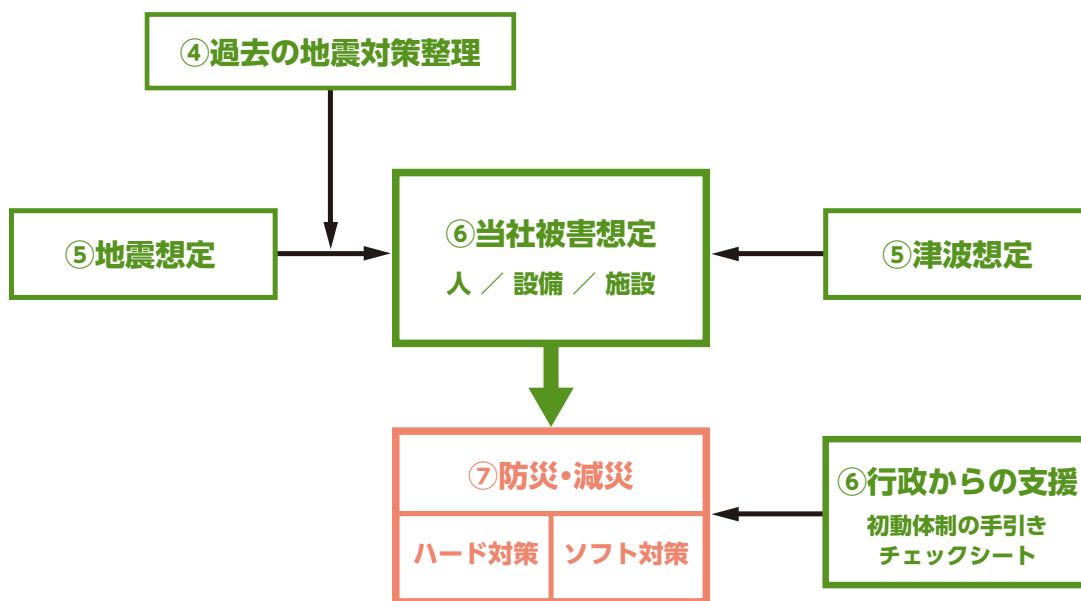 ④過去の地震対策整理
⑤地震想定
⑥当社被害想定
人 ／ 設備 ／ 施設
⑤津波想定
⑦防災・減災
ハード対策
ソフト対策
⑥行政からの支援
初動体制の手引き
チェックシート